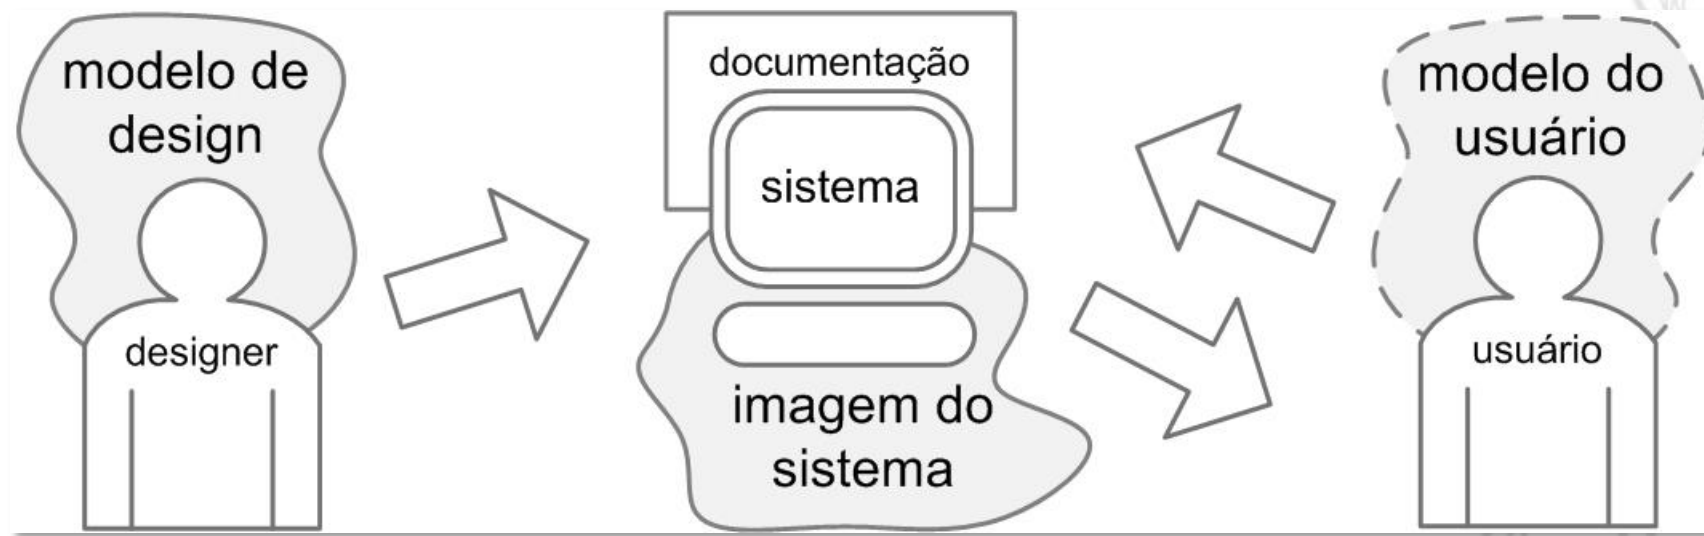 modelo de
design
designer
documentação
sistema
imagem do
sistema
modelo do
usuário
usuário